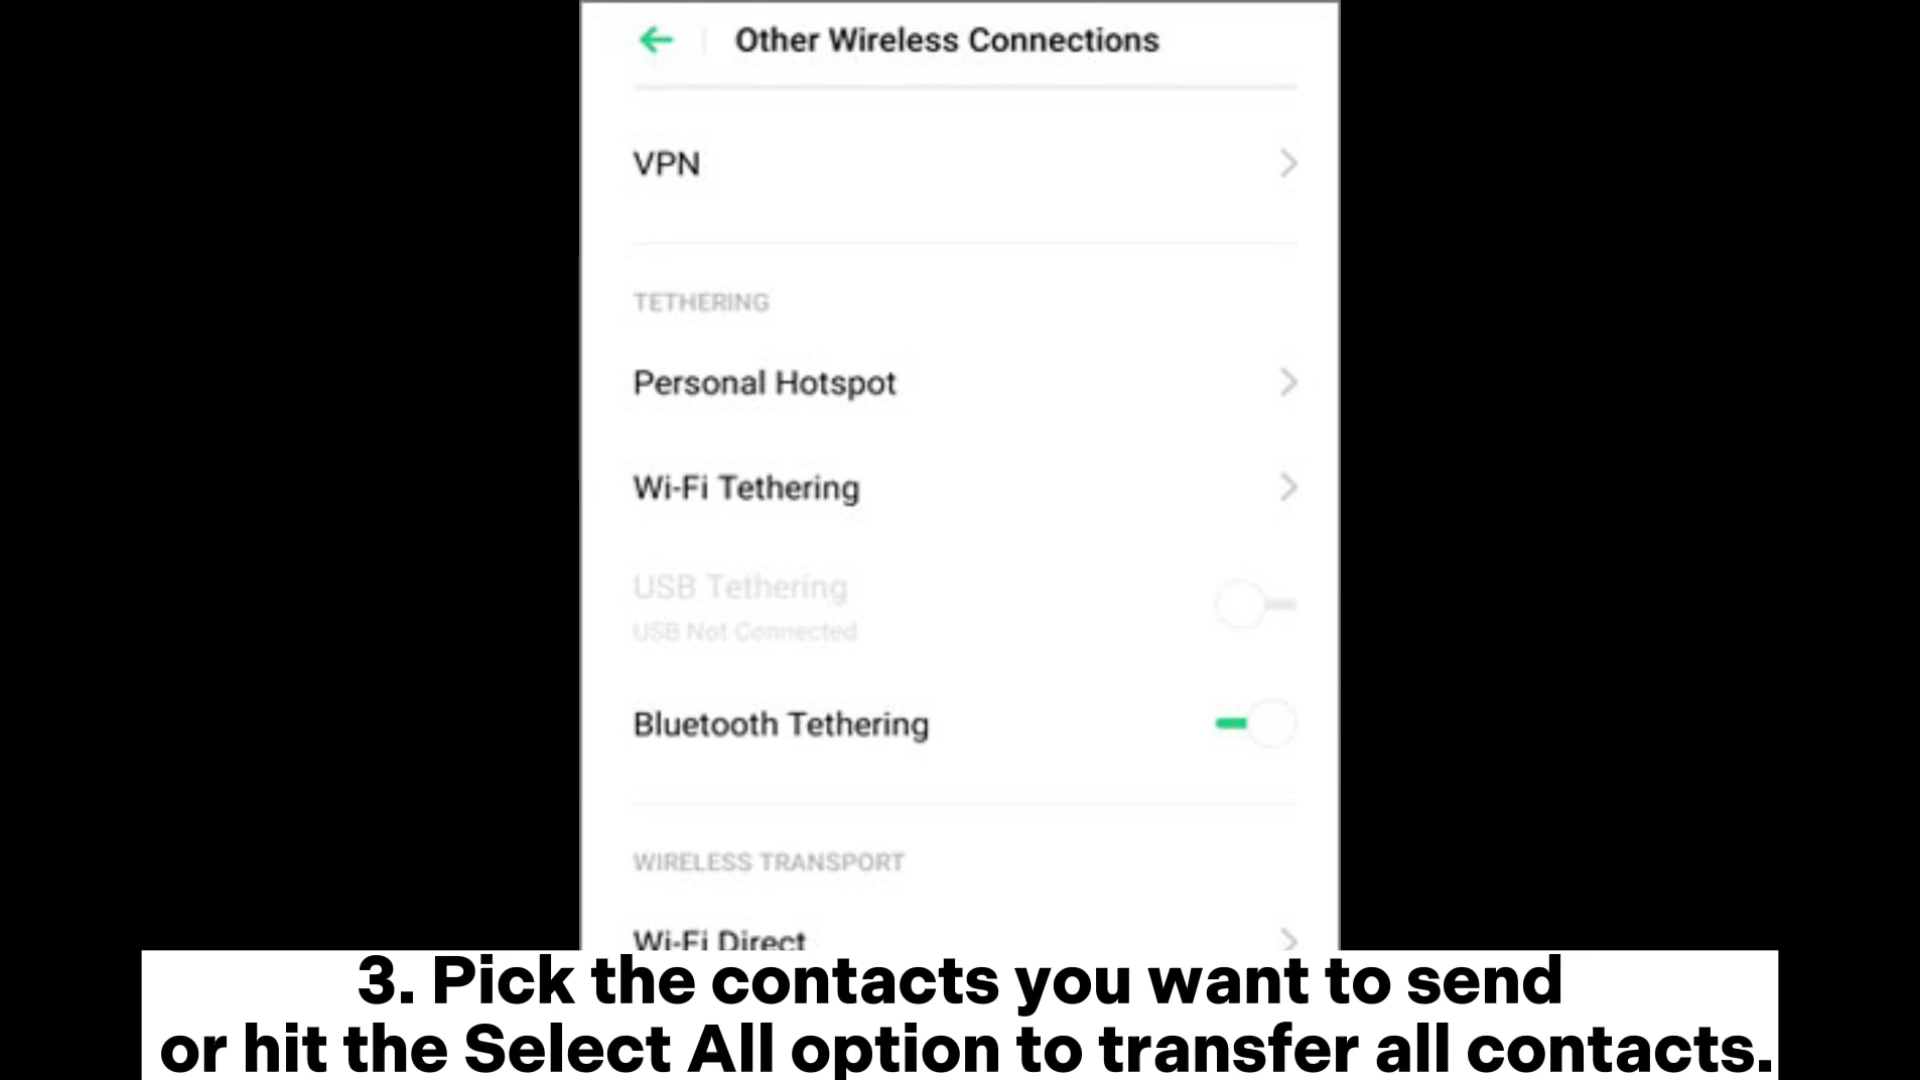 Other Wireless Connections
VPN
TETHERING
Personal Hotspot
Wi-Fi Tethering
USB Tethering
USB Not Connected
Bluetooth Tethering
WIRELESS TRANSPORT
Wi-Fi Direct
3. Pick the contacts you want to send
or hit the Select All option to transfer all contacts.